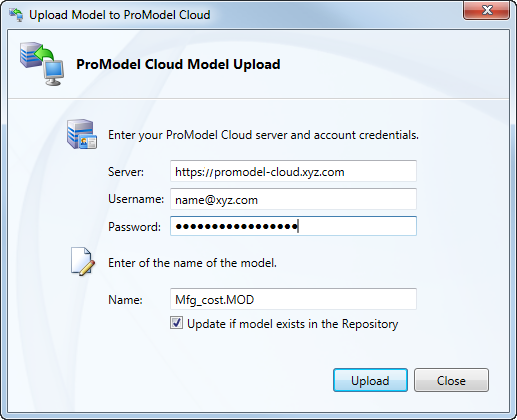 Upload Model to ProModel Cloud
ProModel Cloud Model Upload
Enter your ProModel Cloud server and account credentials.
Server: https://promodel-cloud.xyz.com
Username: name@xyz.com
Password: ●●●●●●●●●●●●●●●●●
Enter of the name of the model.
Name: Mfg_cost.MOD
Update if model exists in the Repository
Upload Close